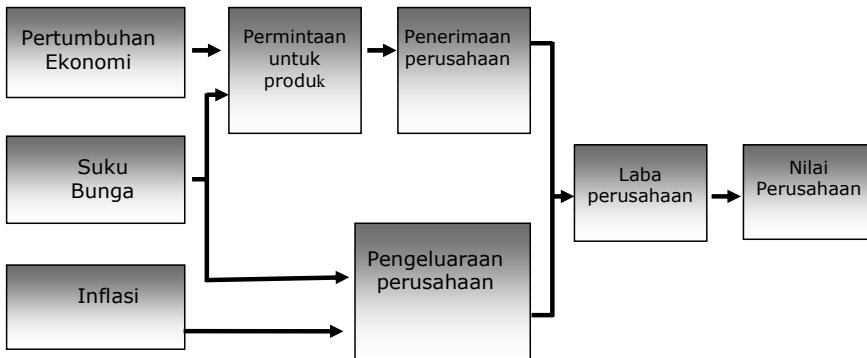 Pertumbuhan
Ekonomi
Permintaan
untuk
produk
Penerimaan
perusahaan
Suku
Bunga
Laba
perusahaan
Nilai
Perusahaan
Inflasi
Pengeluaraan
perusahaan